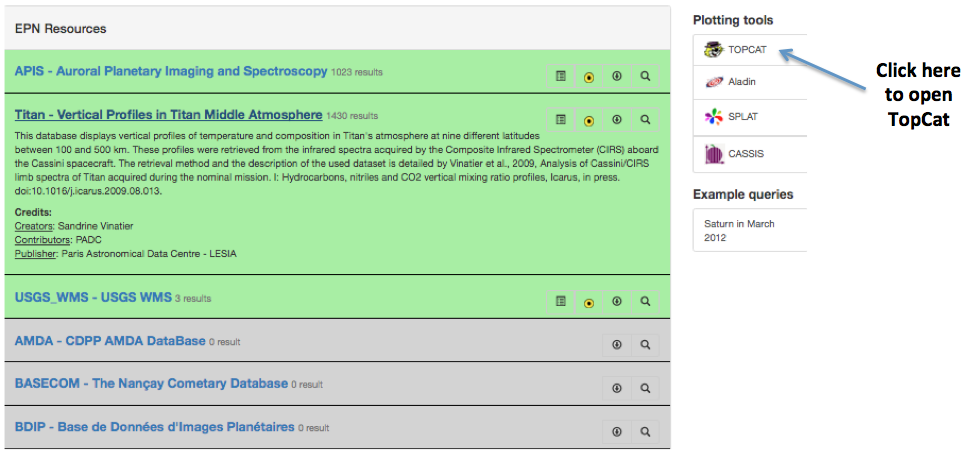 EPN Resources
APIS - Auroral Planetary Imaging and Spectroscopy 1023 results
Titan - Vertical Profiles in Titan Middle Atmosphere 1430 results
This database displays vertical profiles of temperature and composition in Titan's atmosphere at nine different latitudes
between 100 and 500 km. These profiles were retrieved from the infrared spectra acquired by the Composite Infrared Spectrometer (CIRS) aboard
the Cassini spacecraft. The retrieval method and the description of the used dataset is detailed by Vinatier et al., 2009, Analysis of Cassini/CIRS
limb spectra of Titan acquired during the nominal mission. I: Hydrocarbons, nitriles and CO2 vertical mixing ratio profiles, Icarus, in press.
doi:10.1016/j.icarus.2009.08.013.
Credits:
Creators: Sandrine Vinatier
Contributors: PADC
Publisher: Paris Astronomical Data Centre - LESIA
USGS_WMS - USGS WMS 3 results
AMDA - CDPP AMDA DataBase 0 result
BASECOM - The Nançay Cometary Database 0 result
BDIP - Base de Données d'Images Planétaires 0 result
Plotting tools
TOPCAT
Aladin
SPLAT
CASSIS
Example queries
Saturn in March
2012
Click here
to open
TopCat